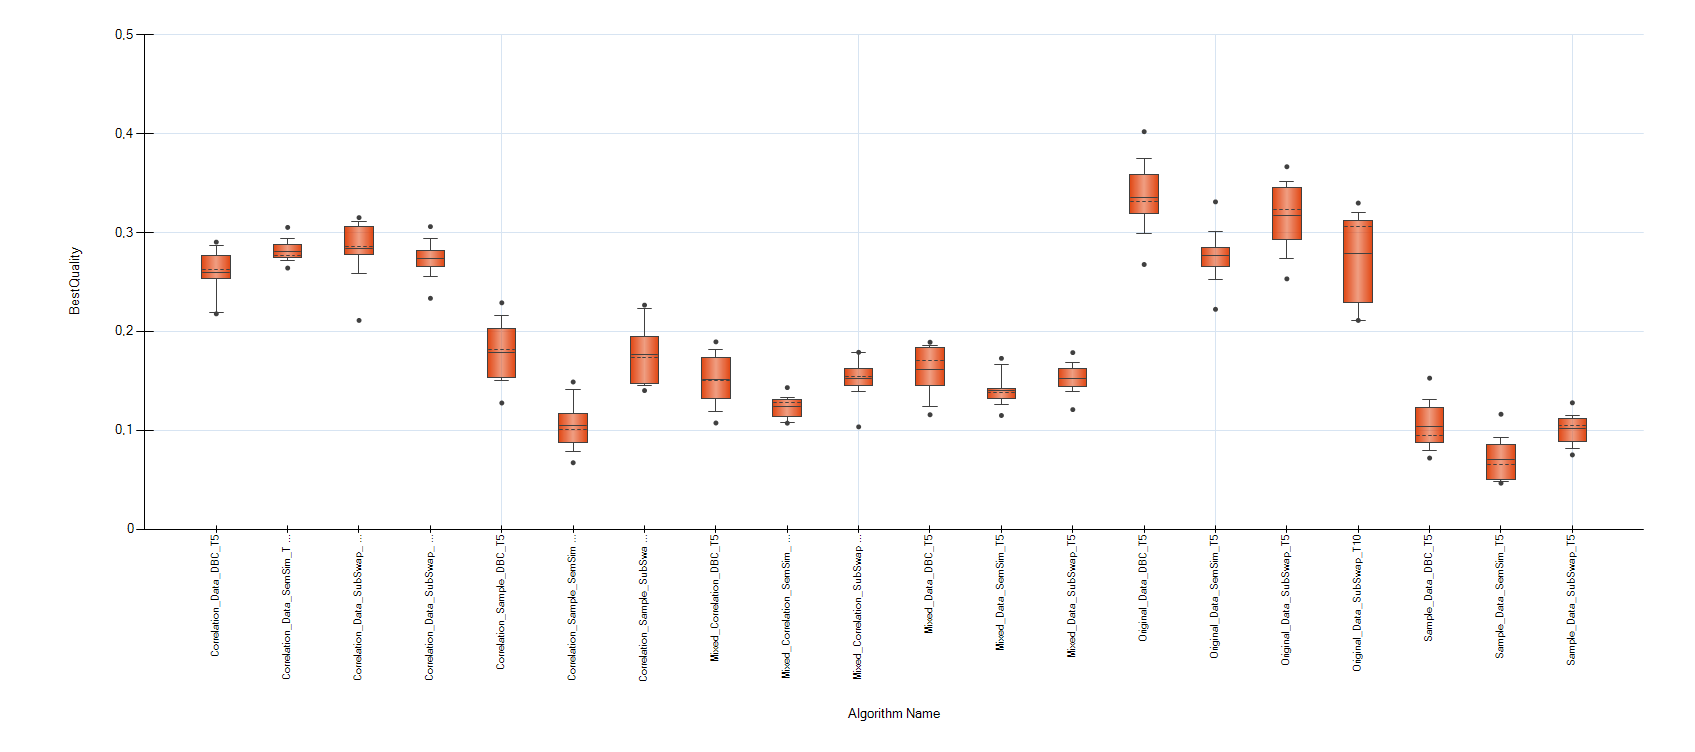 0,5
0,4
0,3
0,2
0,1
0
BestQuality
Correlation_Data_DBC_T5
Correlation_Data_SemSim_T ...
Correlation_Data_SubSwap_ ...
Correlation_Data_SubSwap_ ...
Correlation_Sample_DBC_T5
Correlation_Sample_SemSim ...
Correlation_Sample_SubSwa ...
Mixed_Correlation_DBC_T5
Mixed_Correlation_SemSim_ ...
Mixed_Correlation_SubSwap ...
Mixed_Data_DBC_T5
Mixed_Data_SemSim_T5
Mixed_Data_SubSwap_T5
Original_Data_DBC_T5
Original_Data_SemSim_T5
Original_Data_SubSwap_T5
Original_Data_SubSwap_T10
Sample_Data_DBC_T5
Sample_Data_SemSim_T5
Sample_Data_SubSwap_T5
Algorithm Name